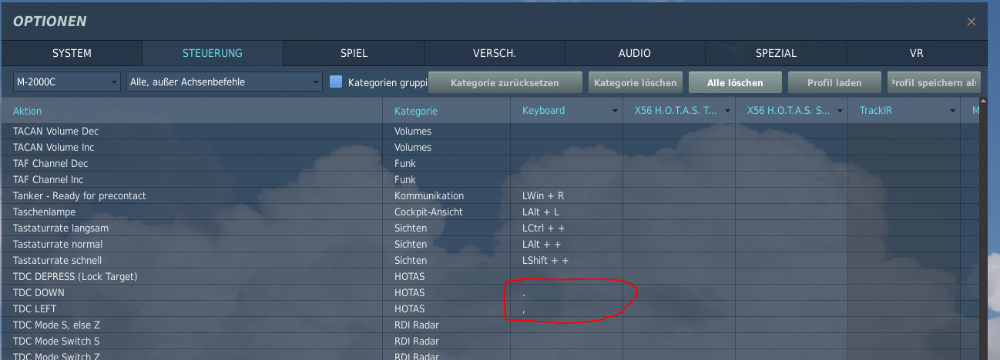 OPTIONEN
SYSTEM STEUERUNG SPIEL VERSCH. AUDIO SPEZIAL VR
M-2000C Alle, außer Achsenbefehle Kategorien gruppi Kategorie zurücksetzen Kategorie löschen Alle löschen Profil laden Profil speichern als
Aktion Kategorie Keyboard X56 H.O.T.A.S. T... X56 H.O.T.A.S. S... TrackIR M
TACAN Volume Dec Volumes
TACAN Volume Inc Volumes
TAF Channel Dec Funk
TAF Channel Inc Funk
Tanker - Ready for precontact Kommunikation LWin + R
Taschenlampe Cockpit-Ansicht LAlt + L
Tastaturrate langsam Sichten LCtrl + +
Tastaturrate normal Sichten LAlt + +
Tastaturrate schnell Sichten LShift + +
TDC DEPRESS (Lock Target) HOTAS
TDC DOWN HOTAS .
TDC LEFT HOTAS ,
TDC Mode S, else Z RDI Radar
TDC Mode Switch S RDI Radar
TDC Mode Switch Z RDI Radar